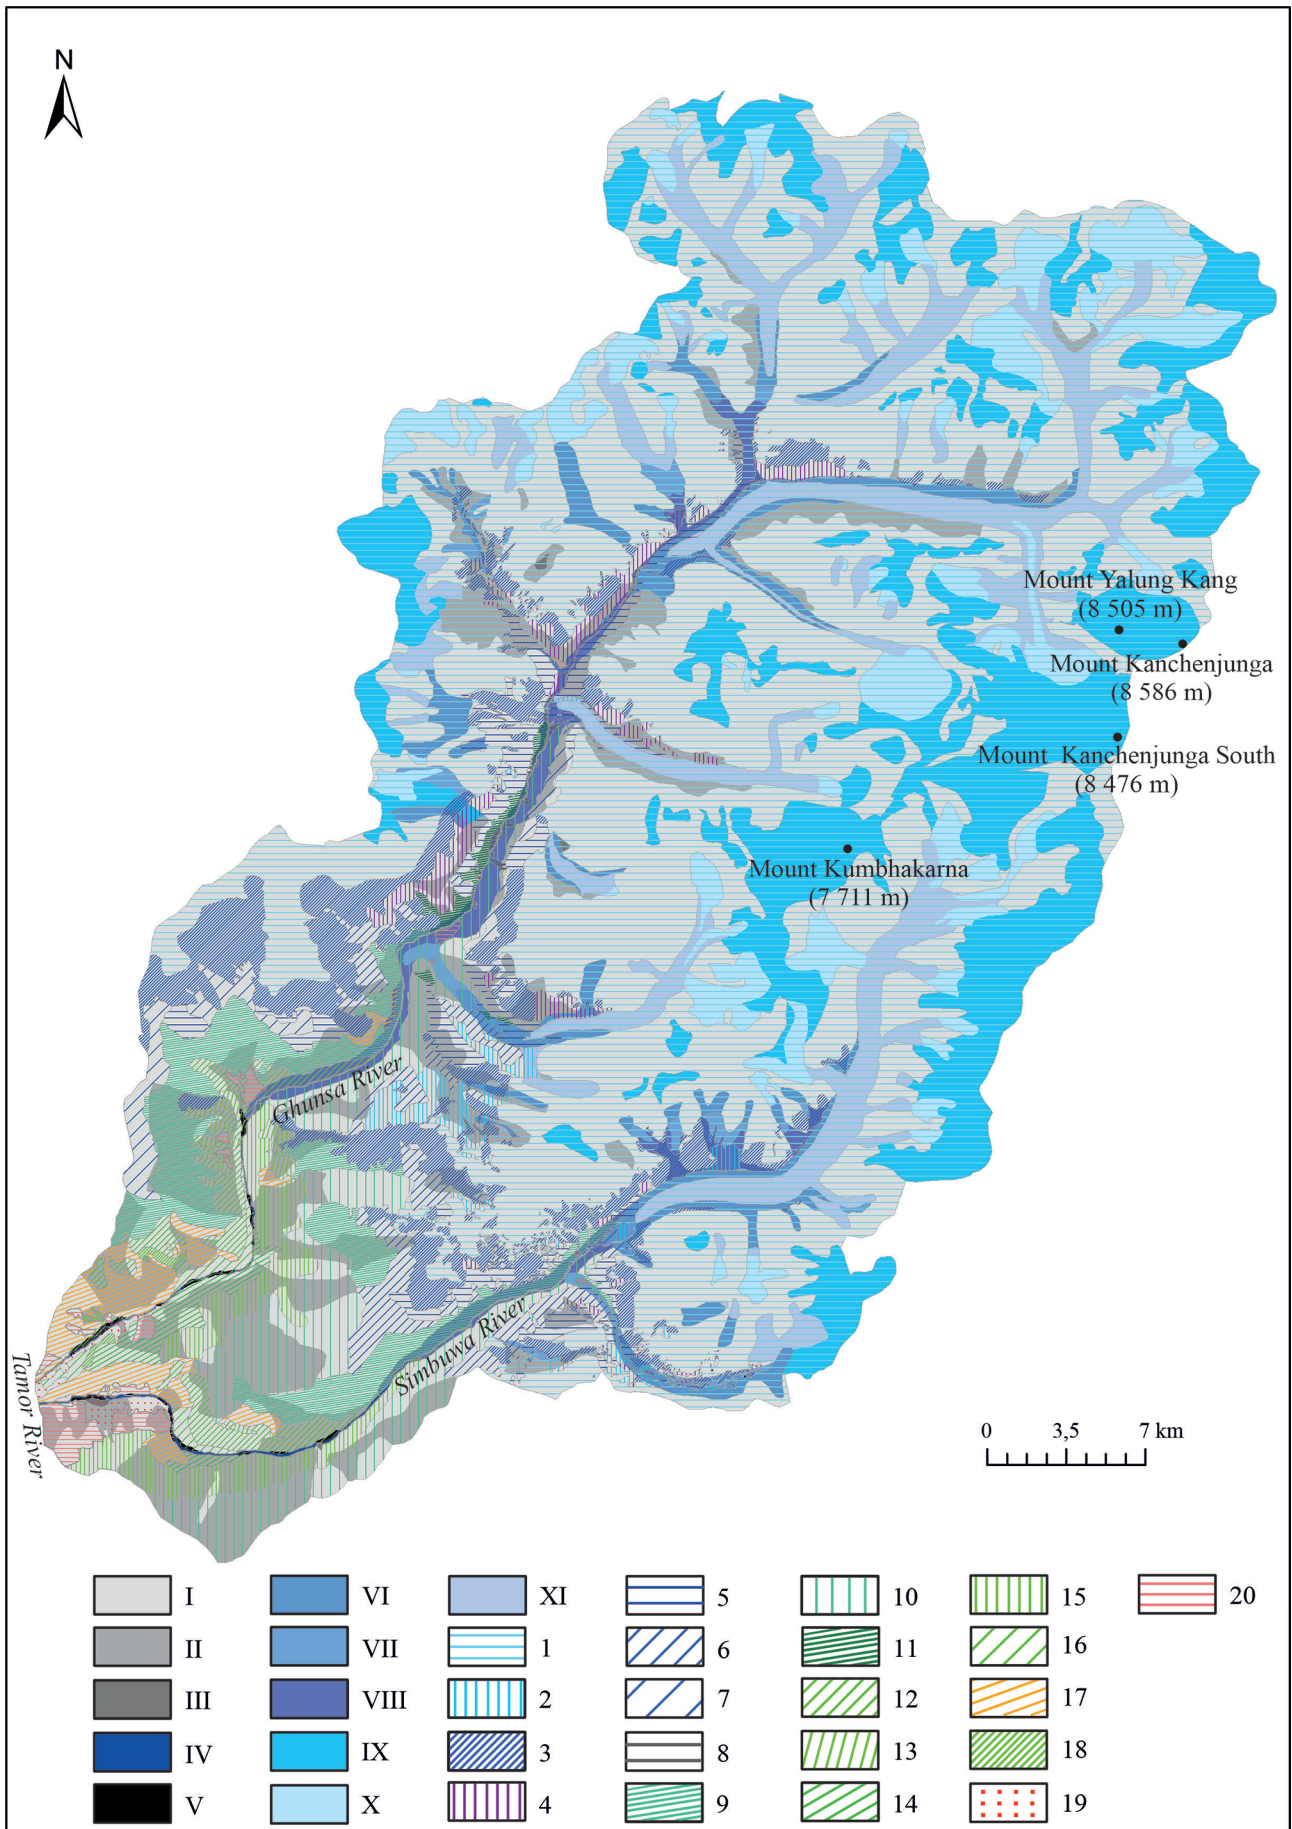 N
Mount Yalung Kang
(8 505 m)
Mount Kanchenjunga
(8 586 m)
Mount Kanchenjunga South
(8 476 m)
Mount Kumbhakarna
(7 711 m)
Ghunsa River
Simbuwa River
Tamor River
0 3,5 7 km
I
II
III
IV
V
VI
VII
VIII
IX
X
XI
1
2
3
4
5
6
7
8
9
10
11
12
13
14
15
16
17
18
19
20